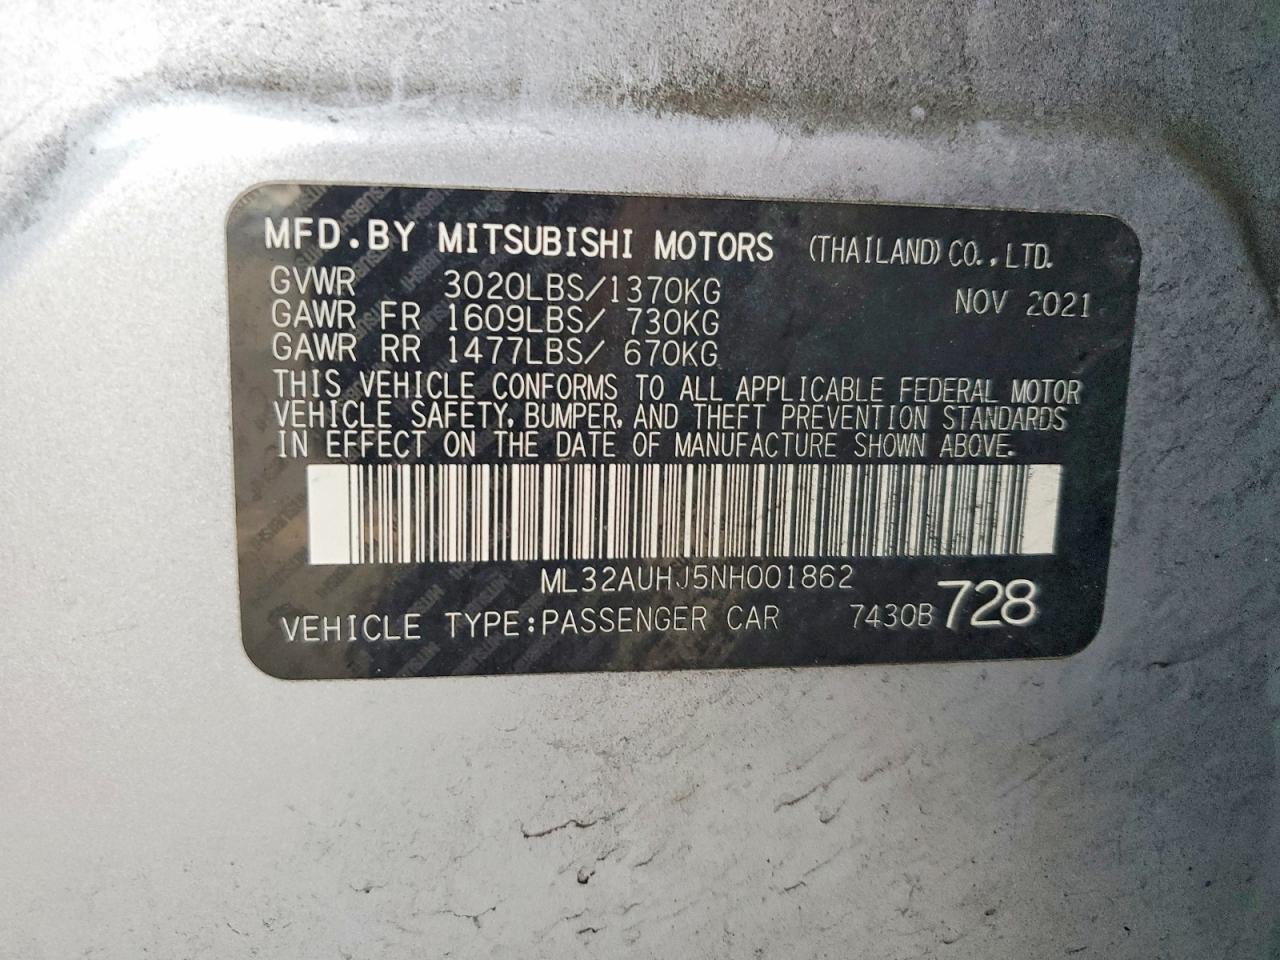 MFD.BY MITSUBISHI MOTORS (THAILAND) CO.,LTD.
GVWR 3020LBS/1370KG NOV 2021
GAWR FR 1609LBS/ 730KG
GAWR RR 1477LBS/ 670KG
THIS VEHICLE CONFORMS TO ALL APPLICABLE FEDERAL MOTOR
VEHICLE SAFETY, BUMPER, AND THEFT PREVENTION STANDARDS
IN EFFECT ON THE DATE OF MANUFACTURE SHOWN ABOVE.
ML32AUHJ5NH001862
VEHICLE TYPE:PASSENGER CAR 7430B 728